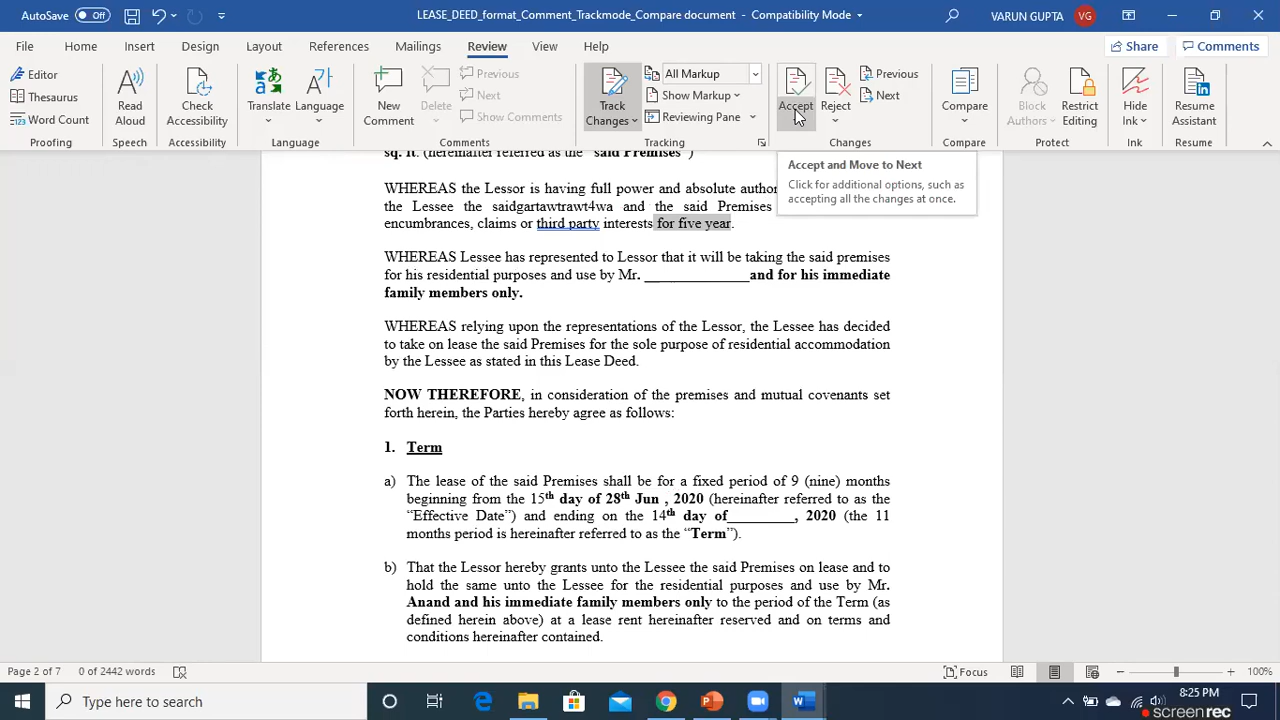 AutoSave Off
LEASE_DEED_format_Comment_Trackmode_Compare document - Compatibility Mode
VARUN GUPTA VG
File Home Insert Design Layout References Mailings Review View Help
Share Comments
Editor
Thesaurus
Word Count
Proofing
Read Aloud
Speech
Check Accessibility
Accessibility
Translate Language
Language
New Comment
Delete
Previous
Next
Show Comments
Comments
Track Changes
All Markup
Show Markup
Reviewing Pane
Tracking
Accept
Reject
Previous
Next
Changes
Compare
Compare
Block Authors
Restrict Editing
Protect
Hide Ink
Ink
Resume Assistant
Resume
Accept and Move to Next
Click for additional options, such as
accepting all the changes at once.
sq. ft. (hereinafter referred to as the "said Premises")
WHEREAS the Lessor is having full power and absolute
the Lessee the saidgartawtrawt4wa and the said Premises
encumbrances, claims or third party interests for five year.
WHEREAS Lessee has represented to Lessor that it will be taking the said premises
for his residential purposes and use by Mr. ______________and for his immediate
family members only.
WHEREAS relying upon the representations of the Lessor, the Lessee has decided
to take on lease the said Premises for the sole purpose of residential accommodation
by the Lessee as stated in this Lease Deed.
NOW THEREFORE, in consideration of the premises and mutual covenants set
forth herein, the Parties hereby agree as follows:
1. Term
a) The lease of the said Premises shall be for a fixed period of 9 (nine) months
beginning from the 15th day of 28th Jun , 2020 (hereinafter referred to as the
“Effective Date”) and ending on the 14th day of_________, 2020 (the 11
months period is hereinafter referred to as the “Term”).
b) That the Lessor hereby grants unto the Lessee the said Premises on lease and to
hold the same unto the Lessee for the residential purposes and use by Mr.
Anand and his immediate family members only to the period of the Term (as
defined herein above) at a lease rent hereinafter reserved and on terms and
conditions hereinafter contained.
Page 2 of 7 0 of 2442 words
Focus
100%
Type here to search
8:25 PM
screenrec